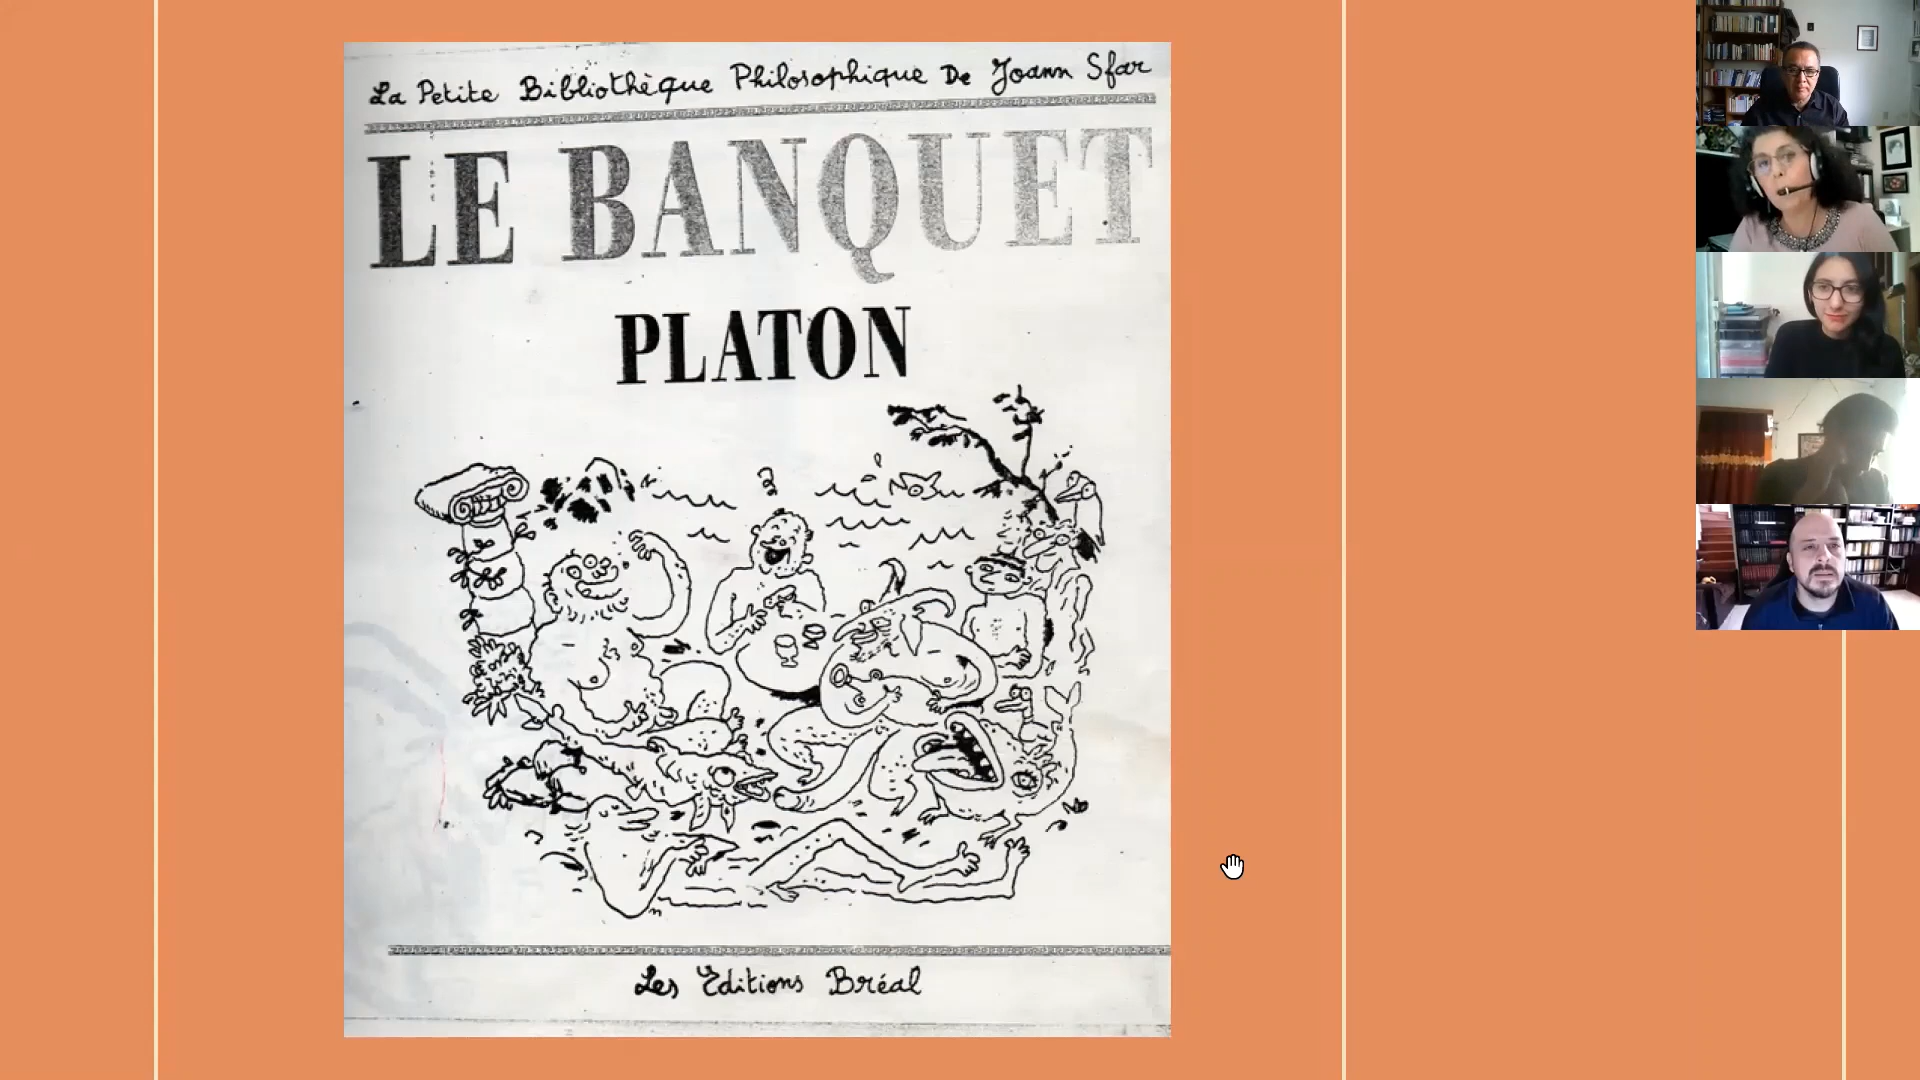 La Petite Bibliothèque Philosophique De Joann Sfar
LE BANQUET
PLATON
Les Editions Bréal